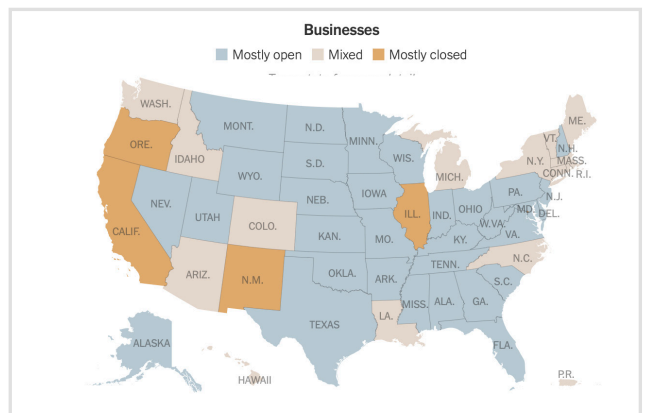 Businesses
Mostly open Mixed Mostly closed
WASH.
ORE.
IDAHO
MONT.
N.D.
S.D.
MINN.
WIS.
MICH.
WYO.
NEB.
IOWA
NEV.
UTAH
COLO.
KAN.
MO.
ILL.
IND.
OHIO
PA.
N.Y.
VT.
N.H.
ME.
MASS.
CONN.
R.I.
N.J.
MD.
DEL.
W.VA.
VA.
KY.
TENN.
N.C.
S.C.
CALIF.
ARIZ.
N.M.
OKLA.
ARK.
TEXAS
LA.
MISS.
ALA.
GA.
FLA.
ALASKA
HAWAII
P.R.